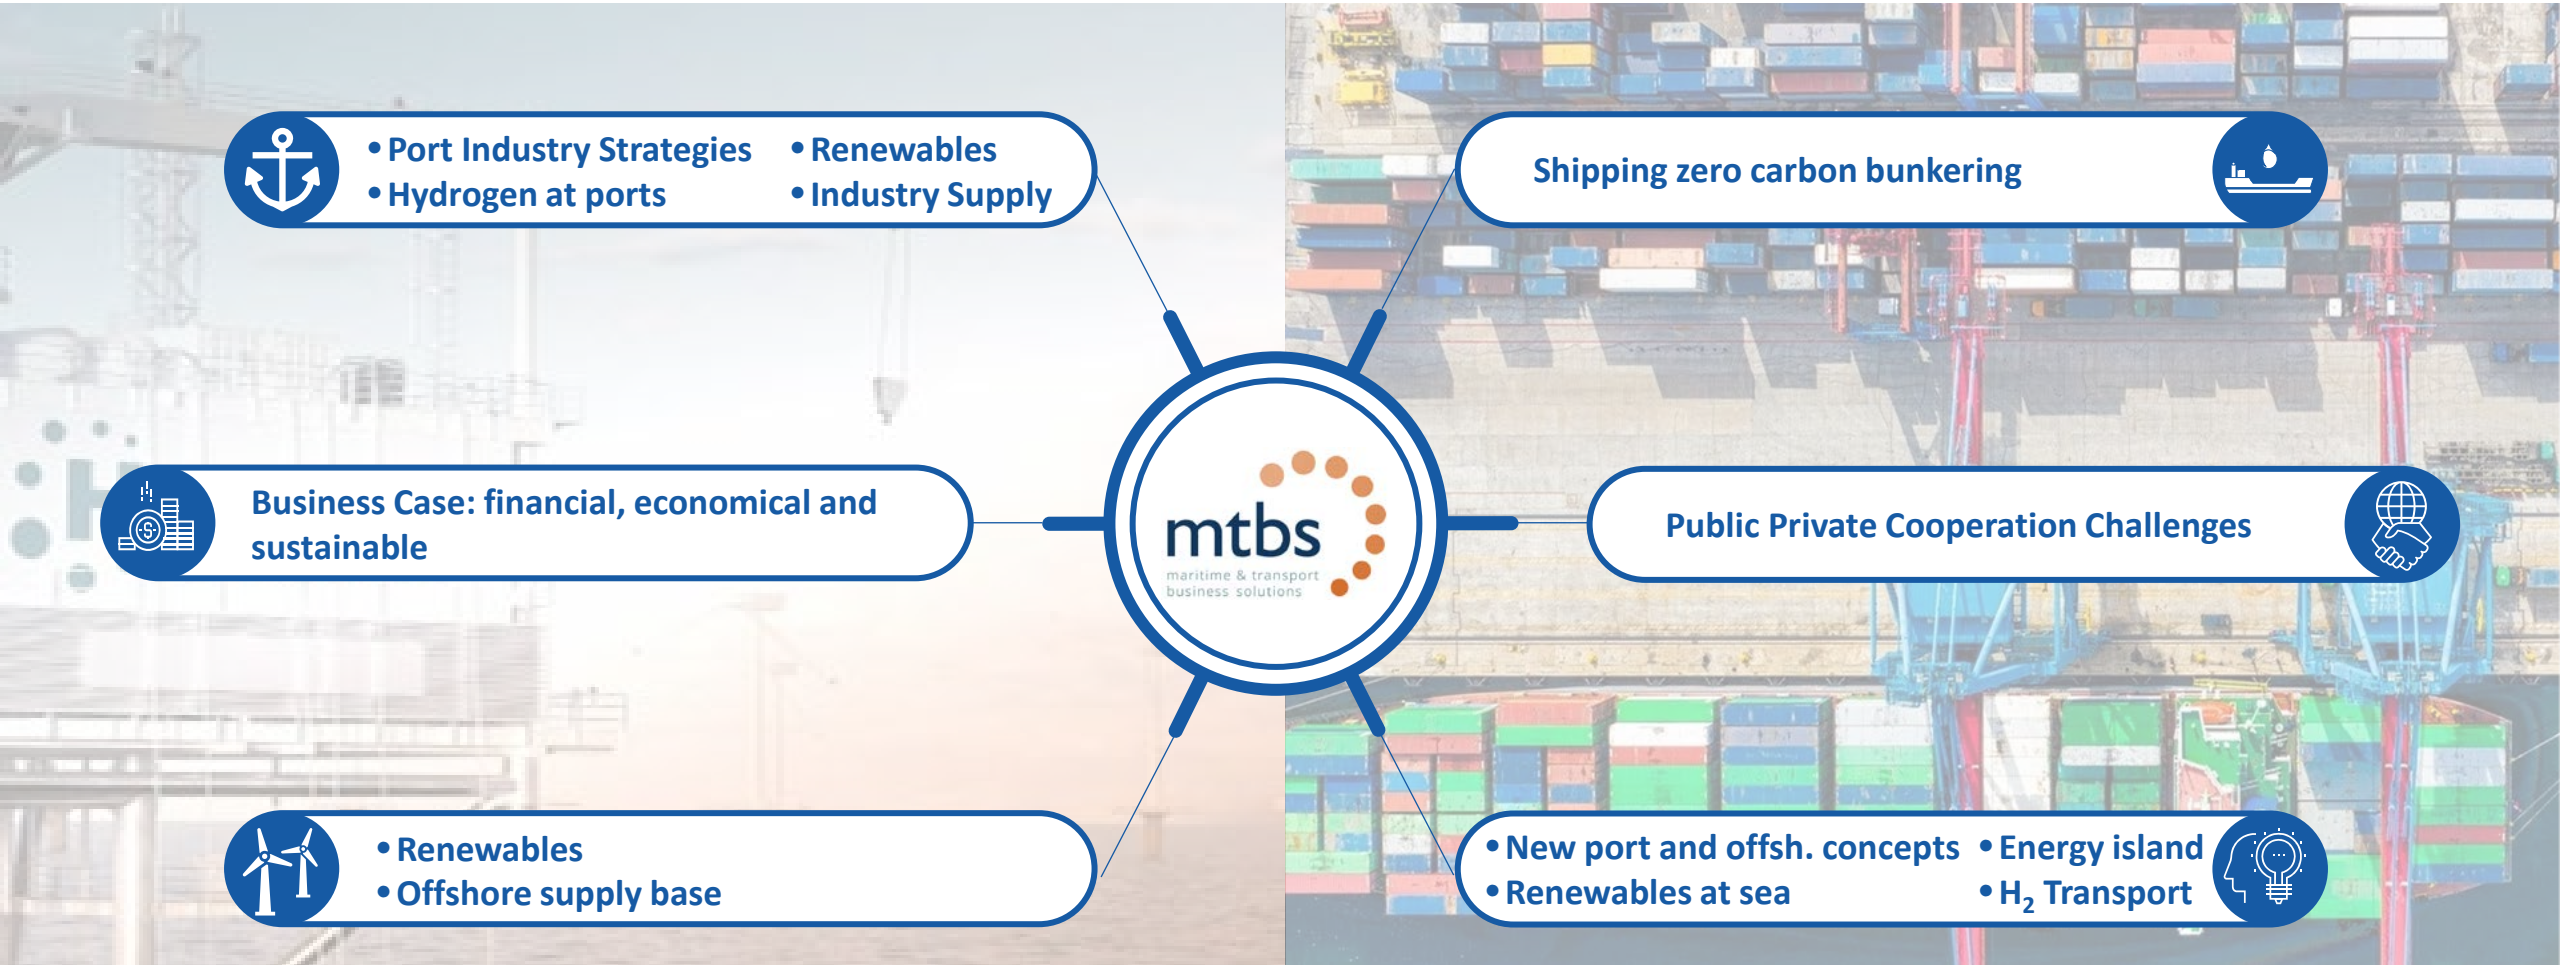 • Port Industry Strategies
• Hydrogen at ports
• Renewables
• Industry Supply
Shipping zero carbon bunkering
Business Case: financial, economical and
sustainable
mtbs
maritime & transport
business solutions
Public Private Cooperation Challenges
• Renewables
• Offshore supply base
• New port and offsh. concepts
• Renewables at sea
• Energy island
• H₂ Transport